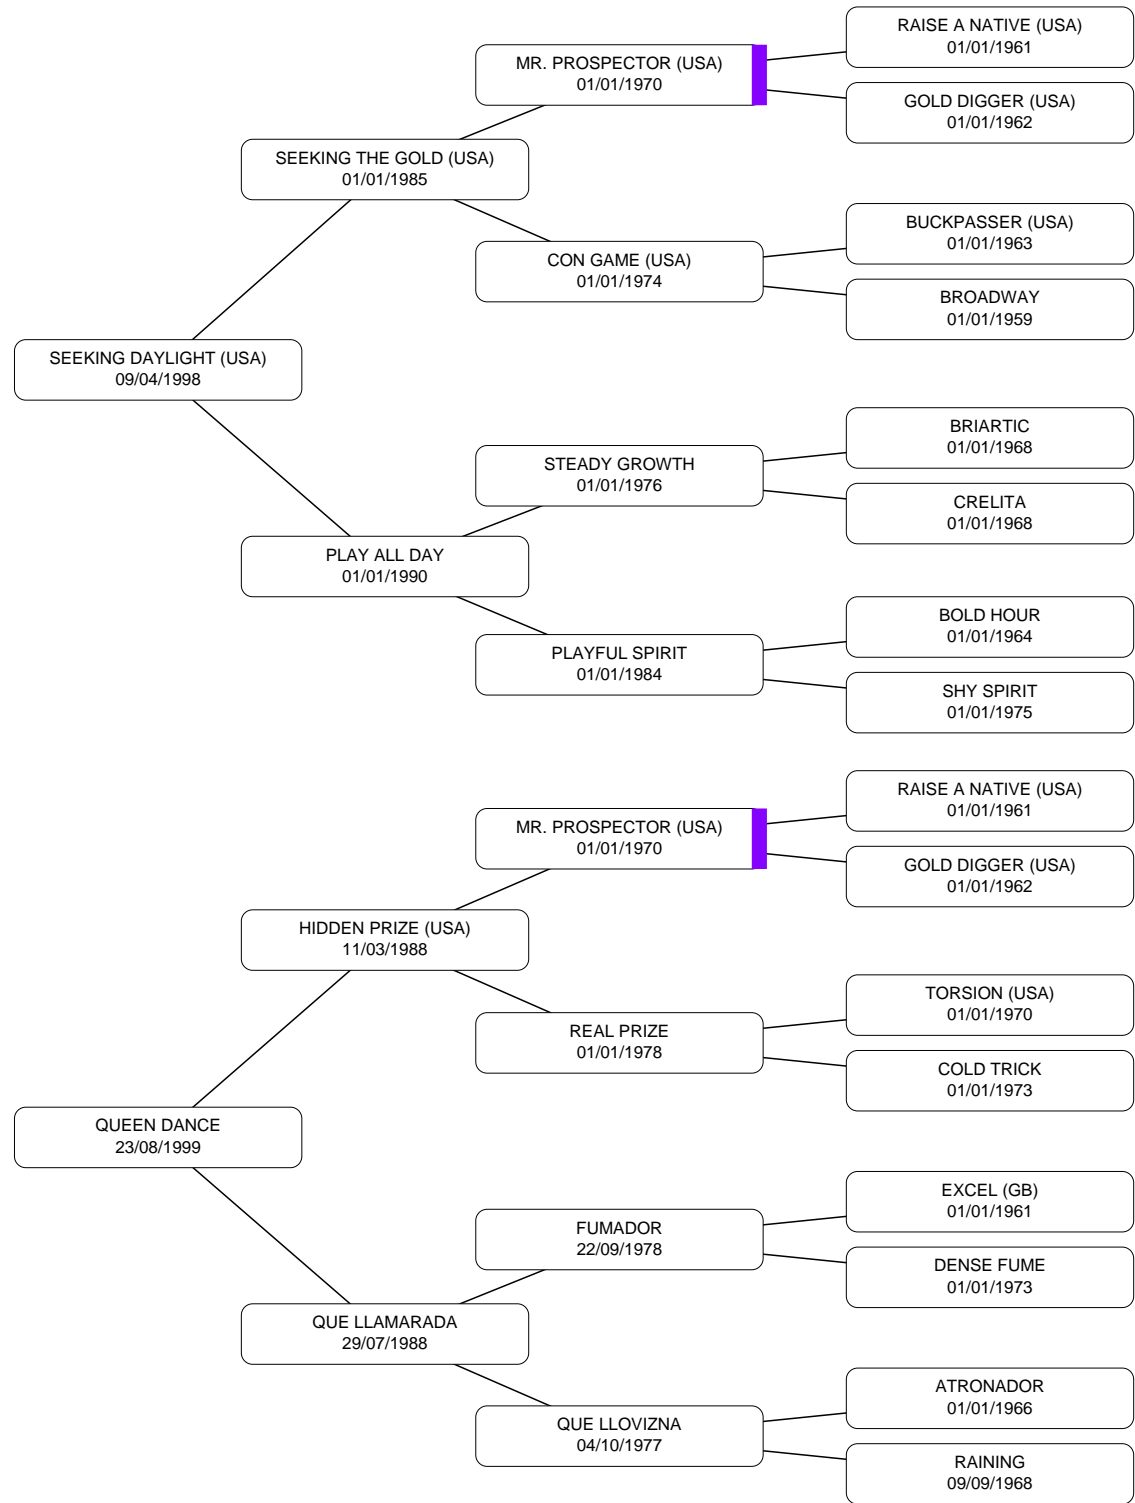 RAISE A NATIVE (USA)
01/01/1961
MR. PROSPECTOR (USA)
01/01/1970
GOLD DIGGER (USA)
01/01/1962
SEEKING THE GOLD (USA)
01/01/1985
BUCKPASSER (USA)
01/01/1963
CON GAME (USA)
01/01/1974
BROADWAY
01/01/1959
SEEKING DAYLIGHT (USA)
09/04/1998
BRIARTIC
01/01/1968
STEADY GROWTH
01/01/1976
CRELITA
01/01/1968
PLAY ALL DAY
01/01/1990
BOLD HOUR
01/01/1964
PLAYFUL SPIRIT
01/01/1984
SHY SPIRIT
01/01/1975
RAISE A NATIVE (USA)
01/01/1961
MR. PROSPECTOR (USA)
01/01/1970
GOLD DIGGER (USA)
01/01/1962
HIDDEN PRIZE (USA)
11/03/1988
TORSION (USA)
01/01/1970
REAL PRIZE
01/01/1978
COLD TRICK
01/01/1973
QUEEN DANCE
23/08/1999
EXCEL (GB)
01/01/1961
FUMADOR
22/09/1978
DENSE FUME
01/01/1973
QUE LLAMARADA
29/07/1988
ATRONADOR
01/01/1966
QUE LLOVIZNA
04/10/1977
RAINING
09/09/1968